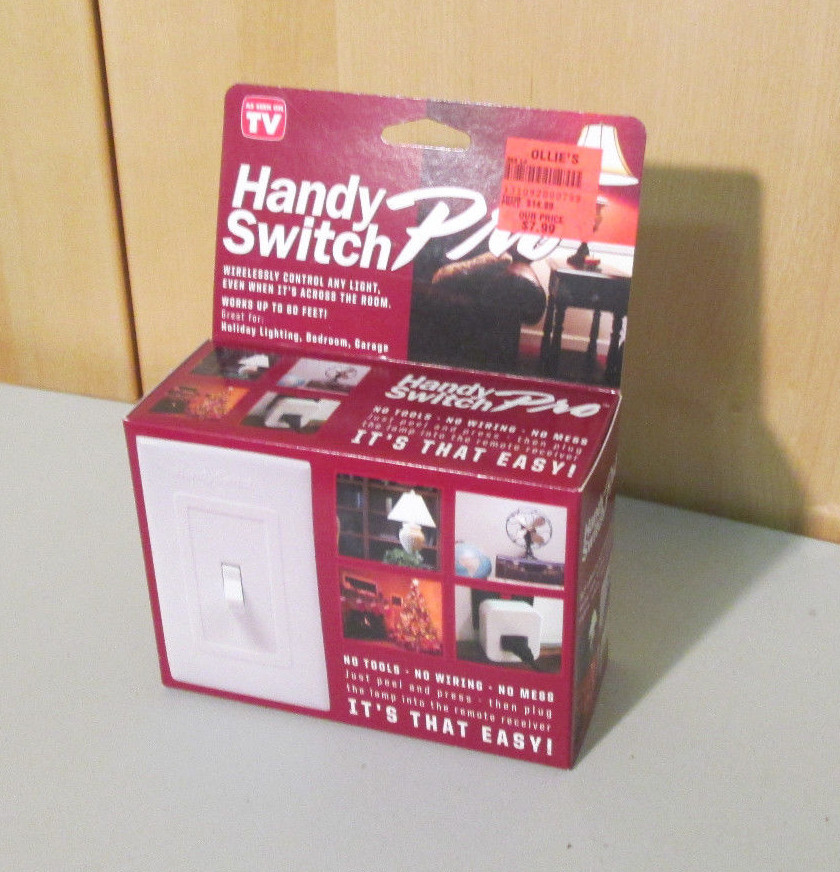 AS SEEN ON
TV
OLLIE'S
$14.99
OUR PRICE
$7.99
Handy
Switch Pro
WIRELESSLY CONTROL ANY LIGHT,
EVEN WHEN IT'S ACROSS THE ROOM.
WORKS UP TO 60 FEET!
Great for:
Holiday Lighting, Bedroom, Garage
Handy
Switch Pro
NO TOOLS · NO WIRING · NO MESS
Just peel and press - then plug
the lamp into the remote receiver
IT'S THAT EASY!
NO TOOLS · NO WIRING · NO MESS
Just peel and press - then plug
the lamp into the remote receiver
IT'S THAT EASY!
Handy
Switch